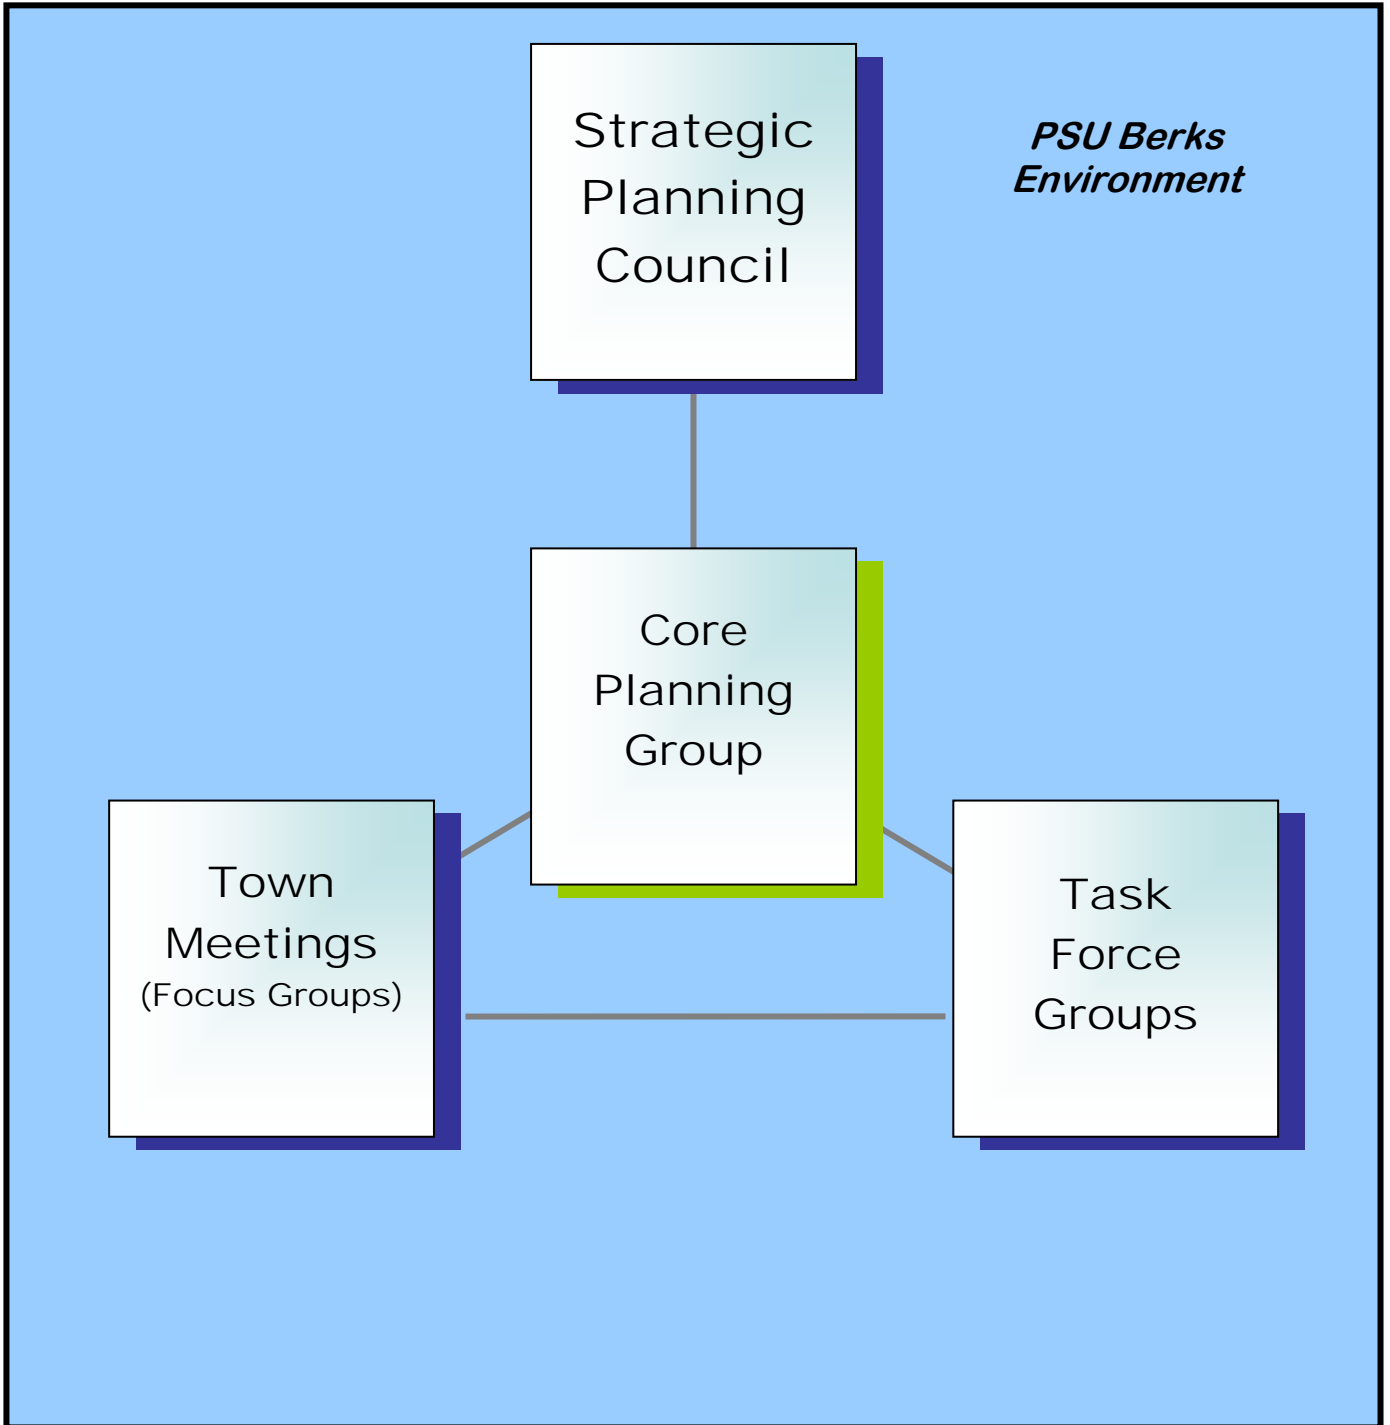 Strategic
Planning
Council
PSU Berks
Environment
Core
Planning
Group
Town
Meetings
(Focus Groups)
Task
Force
Groups